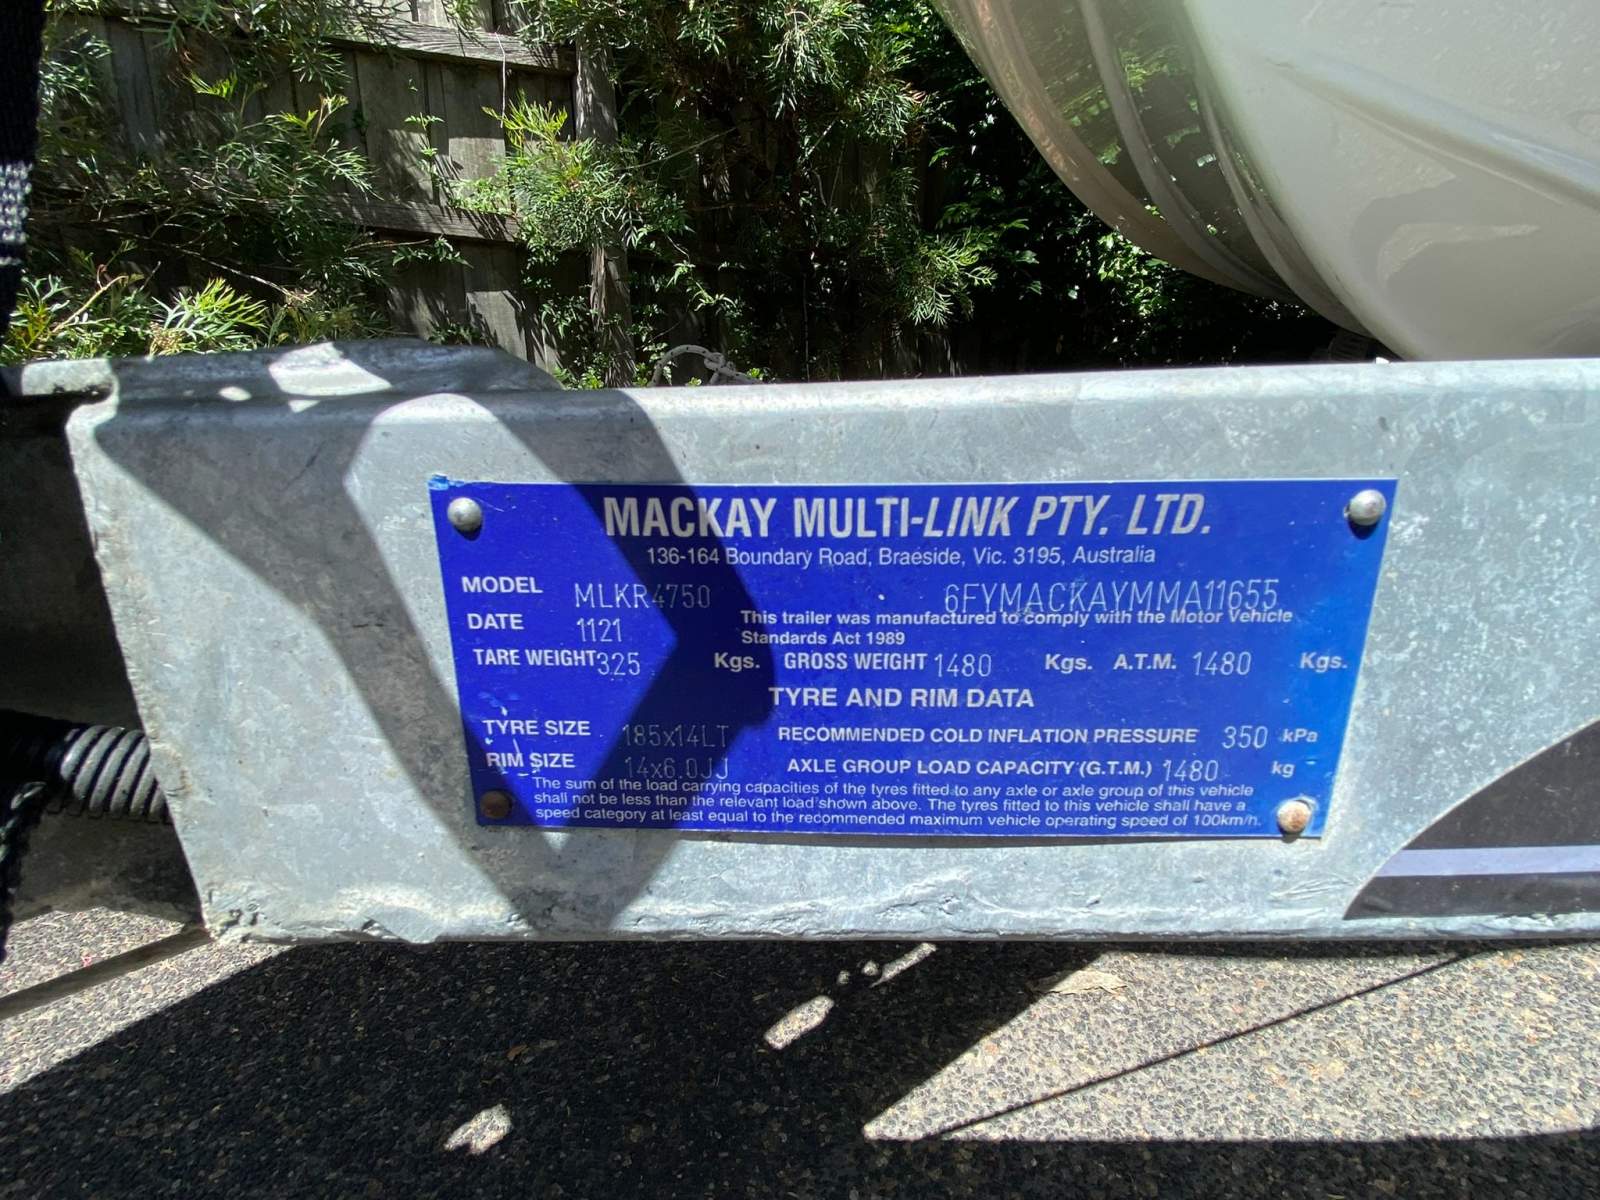 MACKAY MULTI-LINK PTY. LTD.
136-164 Boundary Road, Braeside, Vic. 3195, Australia
MODEL MLKR4750 6FYMACKAYMMA11655
DATE 1121 This trailer was manufactured to comply with the Motor Vehicle
Standards Act 1989
TARE WEIGHT 325 Kgs. GROSS WEIGHT 1480 Kgs. A.T.M. 1480 Kgs.
TYRE AND RIM DATA
TYRE SIZE 185x14LT RECOMMENDED COLD INFLATION PRESSURE 350 kPa
RIM SIZE 14x6.0JJ AXLE GROUP LOAD CAPACITY (G.T.M.) 1480 kg
The sum of the load carrying capacities of the tyres fitted to any axle or axle group of this vehicle
shall not be less than the relevant load shown above. The tyres fitted to this vehicle shall have a
speed category at least equal to the recommended maximum vehicle operating speed of 100km/h.